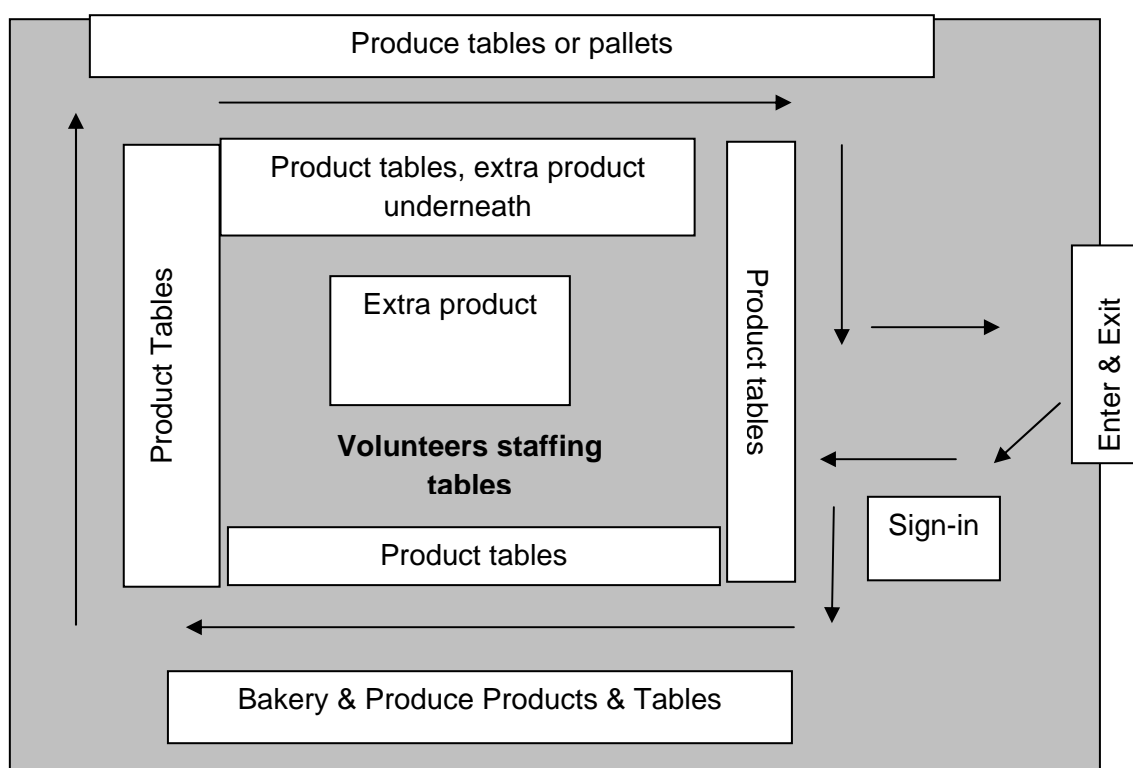 Produce tables or pallets
Product tables, extra product
underneath
Product Tables
Extra product
Product tables
Enter & Exit
Volunteers staffing
tables
Sign-in
Product tables
Bakery & Produce Products & Tables